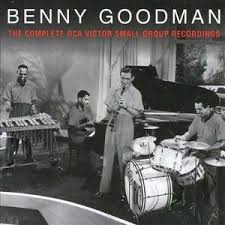 BENNY GOODMAN
THE COMPLETE RCA VICTOR SMALL GROUP RECORDINGS